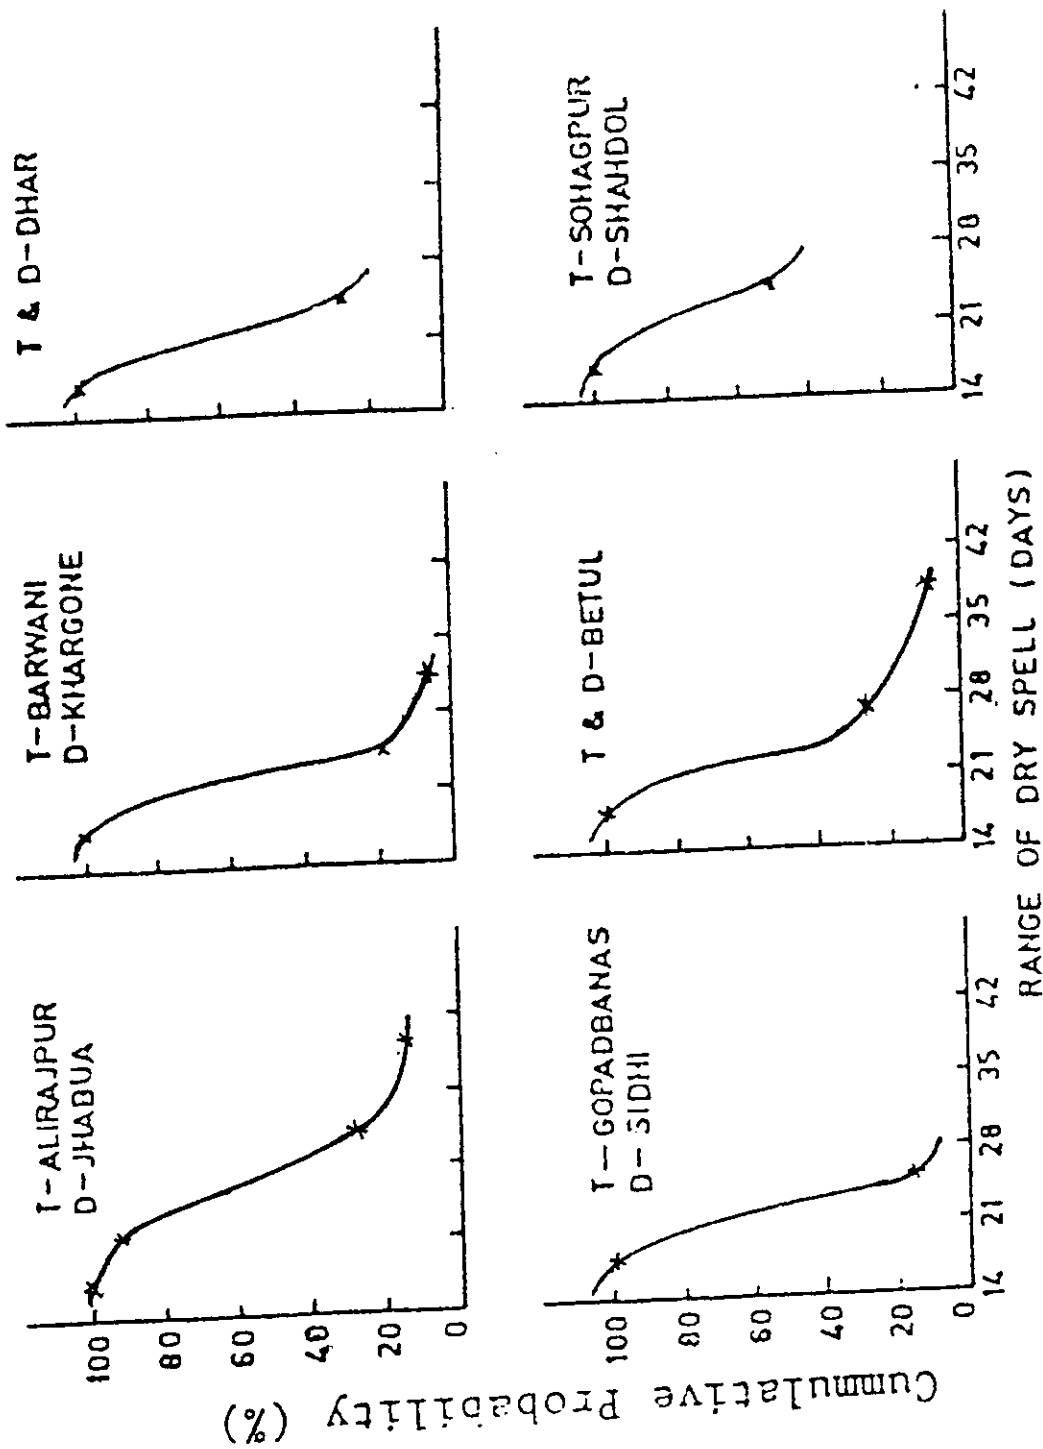 T-ALIRAJPUR
D-JHABUA
T-BARWANI
D-KHARGONE
T & D-DHAR
100
80
60
40
20
0
T-GOPADBANAS
D-SIDHI
T & D-BETUL
T-SOHAGPUR
D-SHAHDOL
100
80
60
40
20
0
14 21 28 35 42
14 21 28 35 42
14 21 28 35 42
RANGE OF DRY SPELL (DAYS)
Cummulative Probability (%)